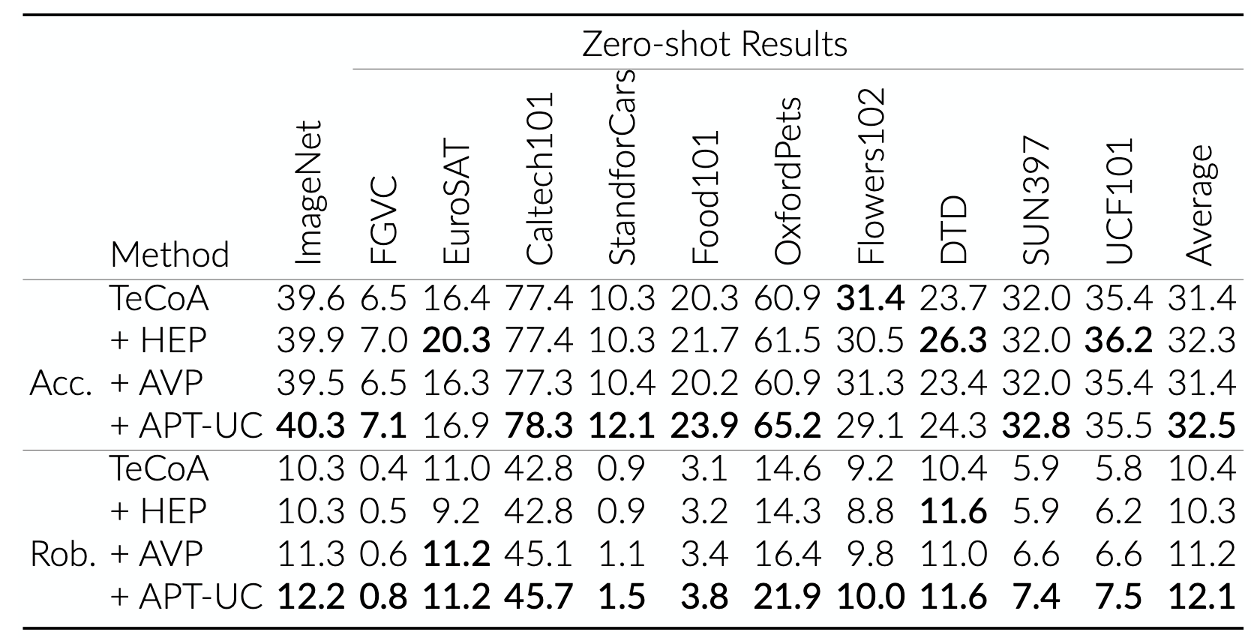 Zero-shot Results
Method ImageNet FGVC EuroSAT Caltech101 StandforCars Food101 OxfordPets Flowers102 DTD SUN397 UCF101 Average
TeCoA 39.6 6.5 16.4 77.4 10.3 20.3 60.9 31.4 23.7 32.0 35.4 31.4
+ HEP 39.9 7.0 20.3 77.4 10.3 21.7 61.5 30.5 26.3 32.0 36.2 32.3
Acc. + AVP 39.5 6.5 16.3 77.3 10.4 20.2 60.9 31.3 23.4 32.0 35.4 31.4
+ APT-UC 40.3 7.1 16.9 78.3 12.1 23.9 65.2 29.1 24.3 32.8 35.5 32.5
TeCoA 10.3 0.4 11.0 42.8 0.9 3.1 14.6 9.2 10.4 5.9 5.8 10.4
+ HEP 10.3 0.5 9.2 42.8 0.9 3.2 14.3 8.8 11.6 5.9 6.2 10.3
Rob. + AVP 11.3 0.6 11.2 45.1 1.1 3.4 16.4 9.8 11.0 6.6 6.6 11.2
+ APT-UC 12.2 0.8 11.2 45.7 1.5 3.8 21.9 10.0 11.6 7.4 7.5 12.1